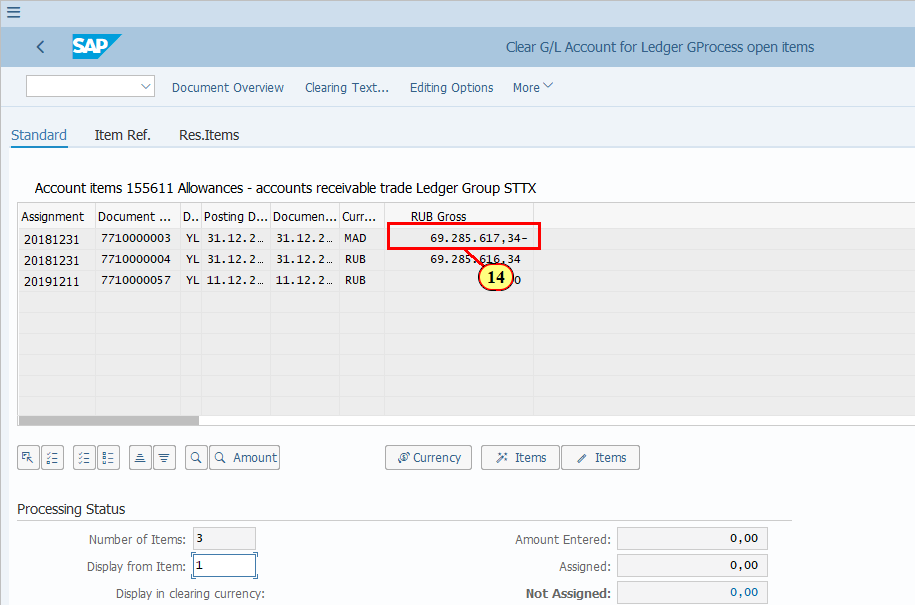 SAP Clear G/L Account for Ledger GProcess open items
Document Overview Clearing Text... Editing Options More
Standard Item Ref. Res.Items
Account items 155611 Allowances - accounts receivable trade Ledger Group STTX
Assignment Document ... D.. Posting D... Documen... Curr... RUB Gross
20181231 7710000003 YL 31.12.2... 31.12.2... MAD 69.285.617,34-
20181231 7710000004 YL 31.12.2... 31.12.2... RUB 69.285.616,34
20191211 7710000057 YL 11.12.2... 11.12.2... RUB 14 0
Amount Currency Items Items
Processing Status
Number of Items: 3 Amount Entered: 0,00
Display from Item: 1 Assigned: 0,00
Display in clearing currency: Not Assigned: 0,00